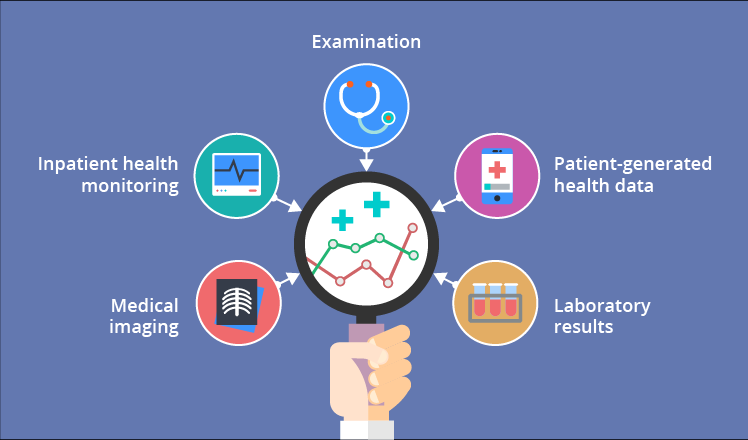 Examination
Inpatient health
monitoring
Patient-generated
health data
Medical
imaging
Laboratory
results